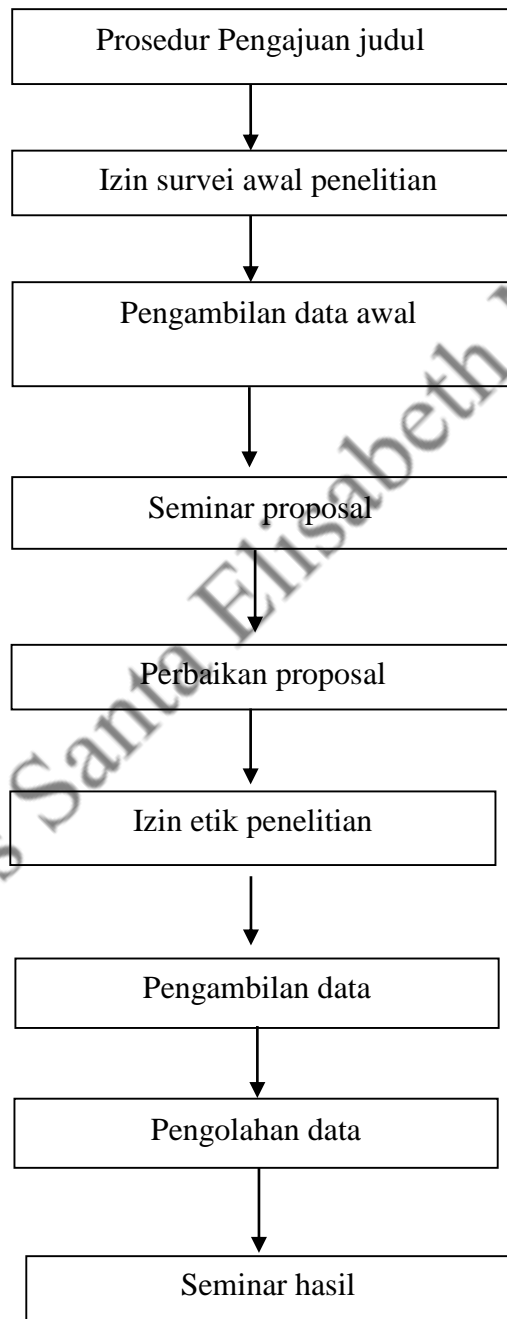 Prosedur Pengajuan judul
Izin survei awal penelitian
Pengambilan data awal
Seminar proposal
Perbaikan proposal
Izin etik penelitian
Pengambilan data
Pengolahan data
Seminar hasil
s Santa Elisabeth